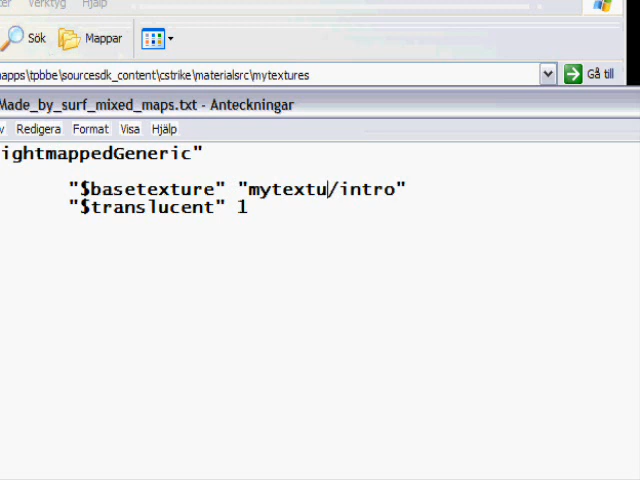 Verktyg Hjälp
Sök Mappar
mapps\tpbbe\sourcesdk_content\cstrike\materialsrc\mytextures Gå till
Made_by_surf_mixed_maps.txt - Anteckningar
Redigera Format Visa Hjälp
ightmappedGeneric"
"$basetexture" "mytextu/intro"
"$translucent" 1